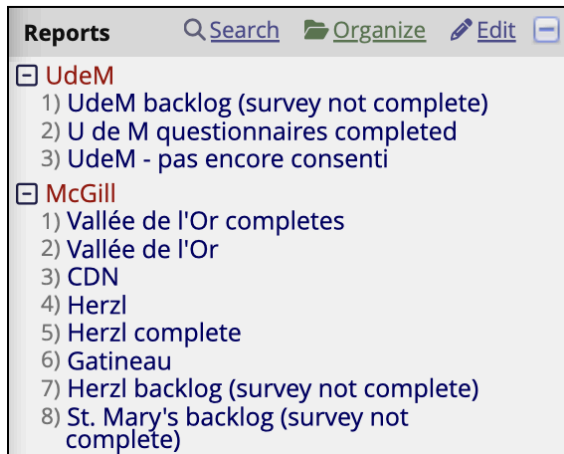 Reports Search Organize Edit
UdeM
1) UdeM backlog (survey not complete)
2) U de M questionnaires completed
3) UdeM - pas encore consenti
McGill
1) Vallée de l'Or completes
2) Vallée de l'Or
3) CDN
4) Herzl
5) Herzl complete
6) Gatineau
7) Herzl backlog (survey not complete)
8) St. Mary's backlog (survey not
complete)